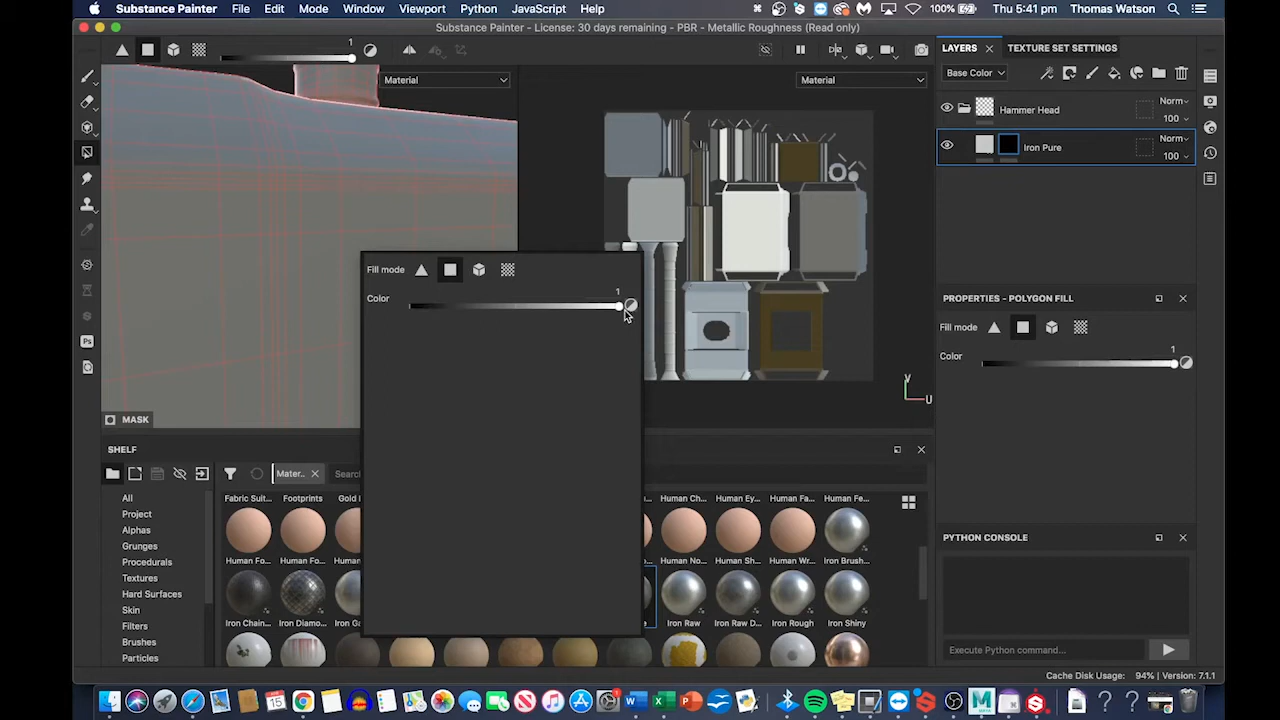 Substance Painter File Edit Mode Window Viewport Python JavaScript Help 100% Thu 5:41 pm Thomas Watson
Substance Painter - License: 30 days remaining - PBR - Metallic Roughness (Read only)
1
LAYERS TEXTURE SET SETTINGS
Material
Material
Base Color
Norm
Hammer Head
100
Norm
Iron Pure
100
Fill mode
Color
1
PROPERTIES - POLYGON FILL
Fill mode
Color
1
V
U
MASK
SHELF
Mater..
Search
All
Project
Alphas
Grunges
Procedurals
Textures
Hard Surfaces
Skin
Filters
Brushes
Particles
Fabric Suit... Footprints Gold Human Ch... Human Ey... Human Fa... Human Fe...
Human Fo... Human Fo... Human No... Human Sh... Human Wr... Iron Brush...
Iron Chain... Iron Diamo... Iron Ga Iron Raw Iron Raw D... Iron Rough Iron Shiny
PYTHON CONSOLE
Execute Python command...
Cache Disk Usage: 94% | Version: 7.1.1
Ps